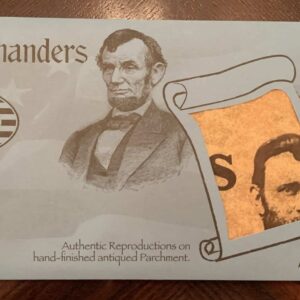 nanders
s
Authentic Reproductions on
hand-finished antiqued Parchment.